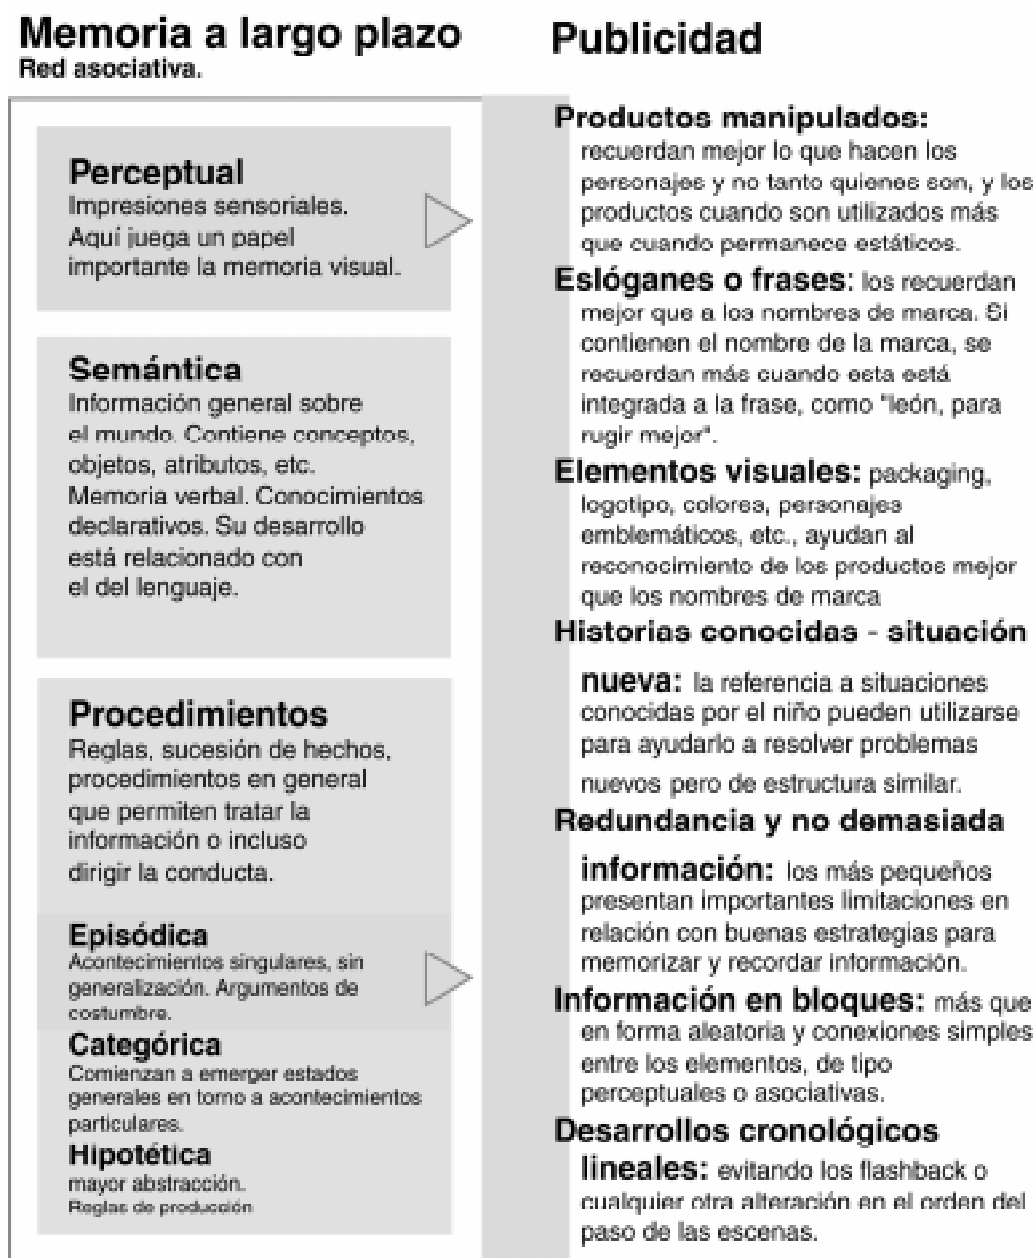 Memoria a largo plazo
Red asociativa.
Perceptual
Impresiones sensoriales.
Aquí juega un papel
importante la memoria visual.
Semántica
Información general sobre
el mundo. Contiene conceptos,
objetos, atributos, etc.
Memoria verbal. Conocimientos
declarativos. Su desarrollo
está relacionado con
el del lenguaje.
Procedimientos
Reglas, sucesión de hechos,
procedimientos en general
que permiten tratar la
información o incluso
dirigir la conducta.
Episódica
Acontecimientos singulares, sin
generalización. Argumentos de
costumbre.
Categórica
Comienzan a emerger estados
generales en torno a acontecimientos
particulares.
Hipotética
mayor abstracción.
Reglas de producción
Publicidad
Productos manipulados:
recuerdan mejor lo que hacen los
personajes y no tanto quienes son, y los
productos cuando son utilizados más
que cuando permanece estáticos.
Eslóganes o frases: los recuerdan
mejor que a los nombres de marca. Si
contienen el nombre de la marca, se
recuerdan más cuando esta está
integrada a la frase, como "león, para
rugir mejor".
Elementos visuales: packaging,
logotipo, colores, personajes
emblemáticos, etc., ayudan al
reconocimiento de los productos mejor
que los nombres de marca
Historias conocidas - situación
nueva: la referencia a situaciones
conocidas por el niño pueden utilizarse
para ayudarlo a resolver problemas
nuevos pero de estructura similar.
Redundancia y no demasiada
información: los más pequeños
presentan importantes limitaciones en
relación con buenas estrategias para
memorizar y recordar información.
Información en bloques: más que
en forma aleatoria y conexiones simples
entre los elementos, de tipo
perceptuales o asociativas.
Desarrollos cronológicos
lineales: evitando los flashback o
cualquier otra alteración en el orden del
paso de las escenas.